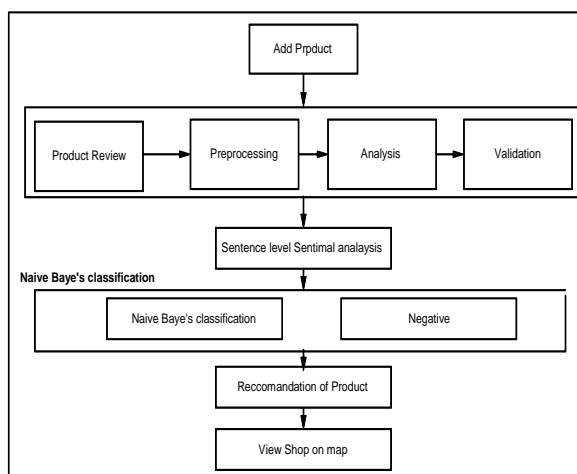 Add Prpduct
Product Review
Preprocessing
Analysis
Validation
Sentence level Sentimal analaysis
Naive Baye's classification
Naive Baye's classification
Negative
Reccomandation of Product
View Shop on map